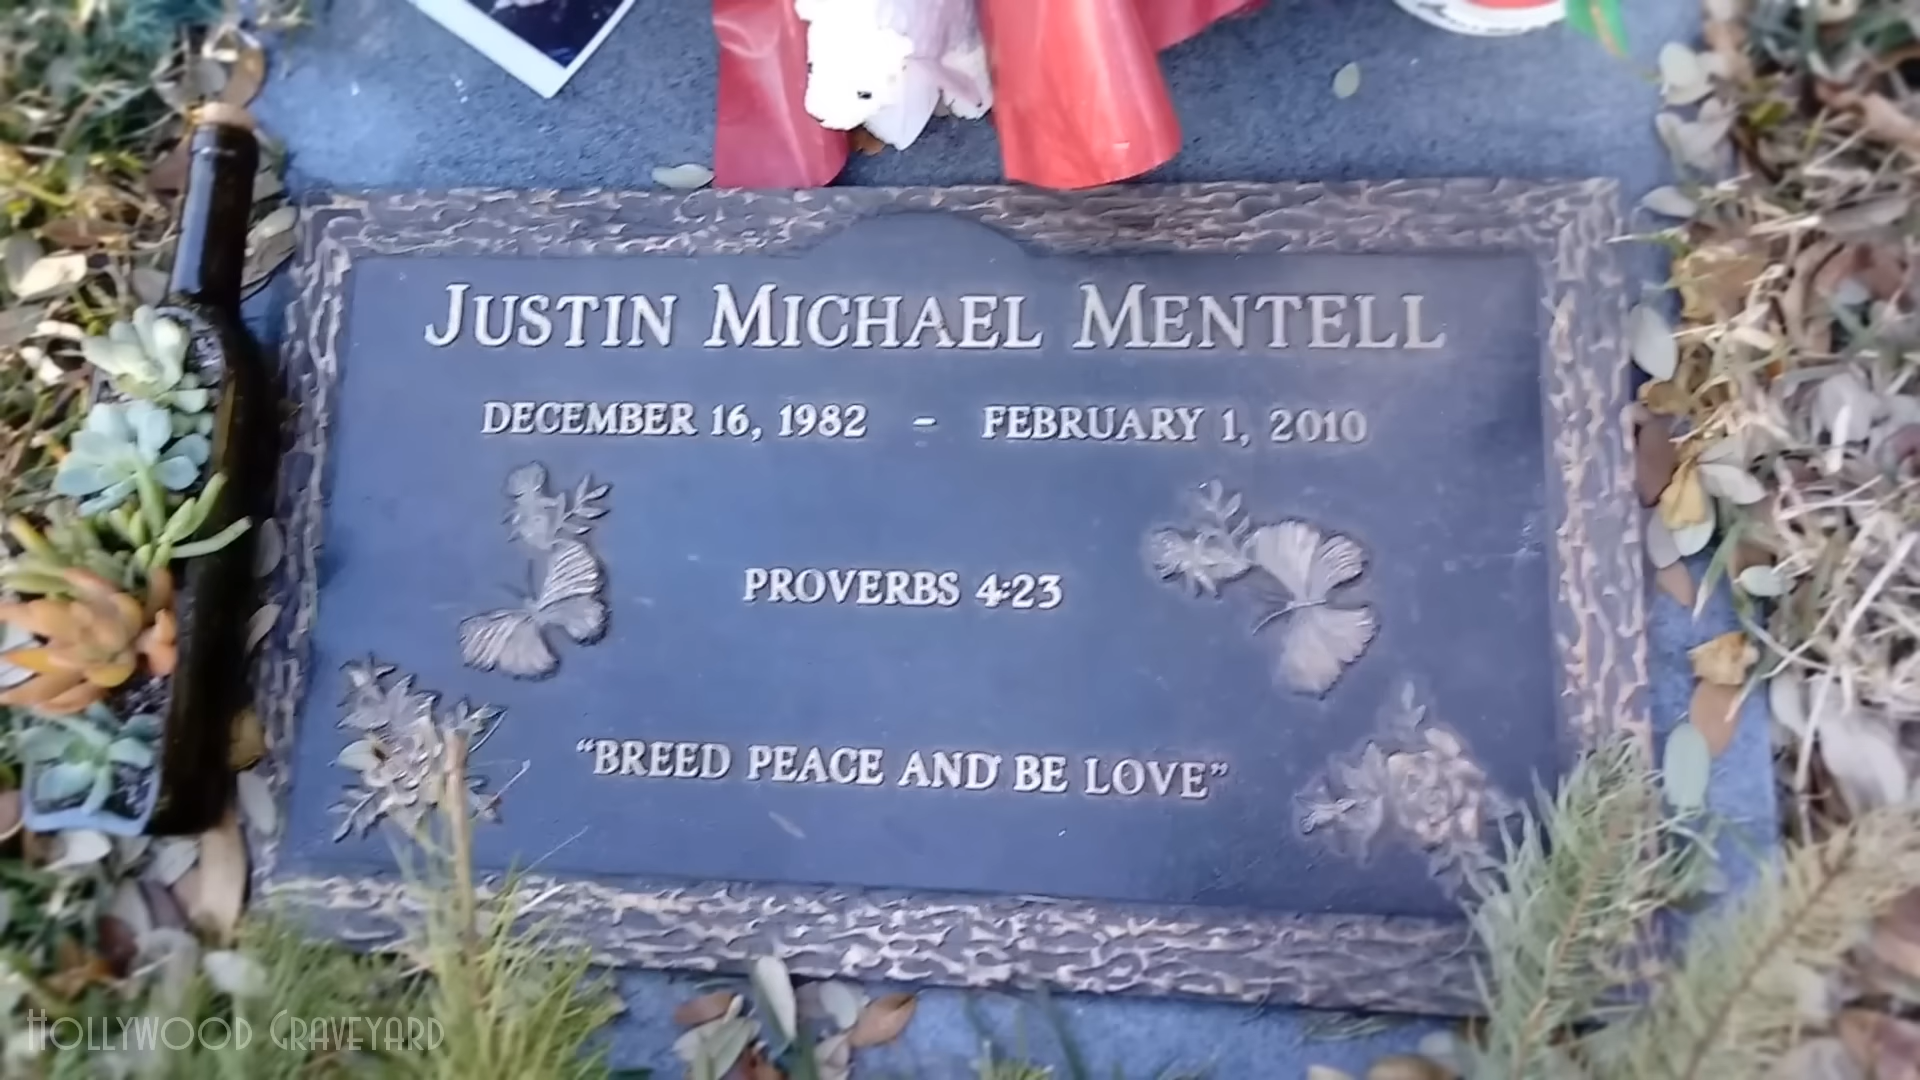 JUSTIN MICHAEL MENTELL
DECEMBER 16, 1982 - FEBRUARY 1, 2010
PROVERBS 4:23
“BREED PEACE AND BE LOVE”
HOLLYWOOD GRAVEYARD